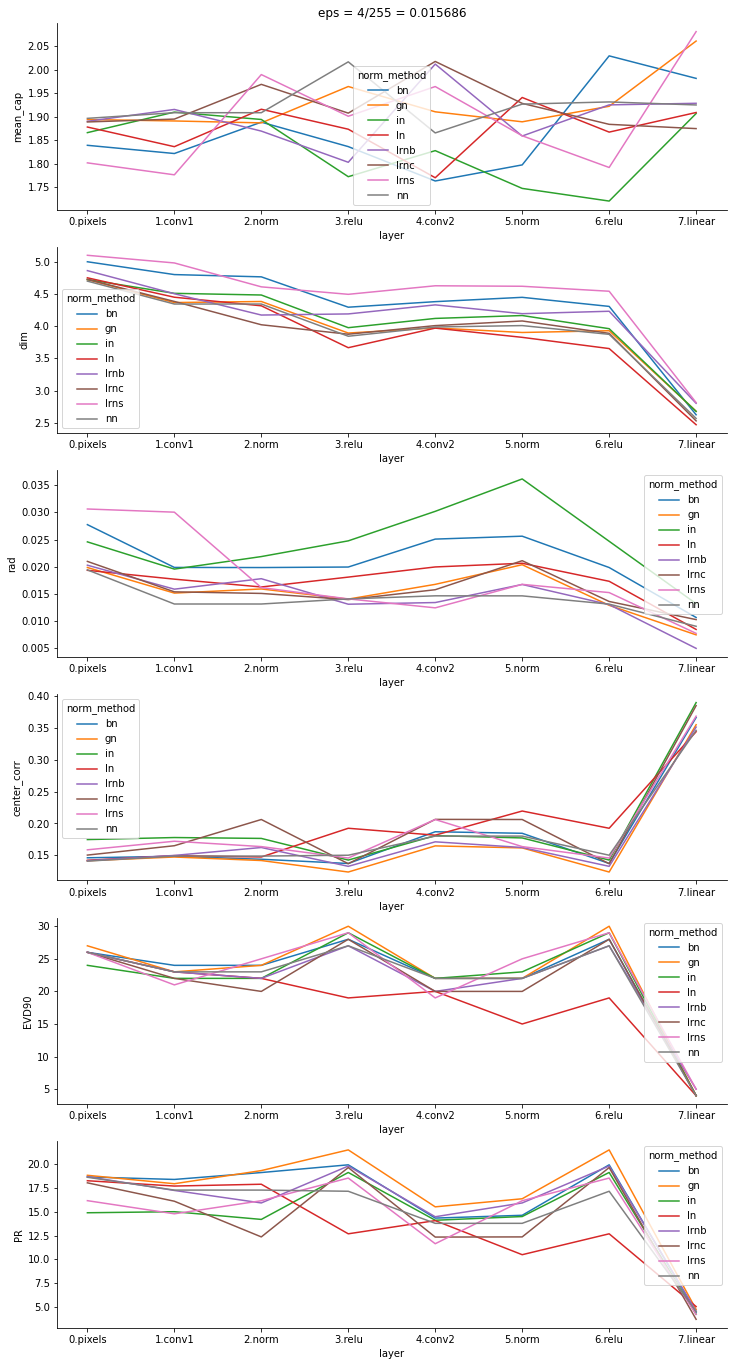 eps = 4/255 = 0.015686
mean_cap
2.05
2.00
1.95
1.90
1.85
1.80
1.75
norm_method
bn
gn
in
ln
lrnb
lrnc
lrns
nn
0.pixels 1.conv1 2.norm 3.relu 4.conv2 5.norm 6.relu 7.linear
layer
dim
5.0
4.5
4.0
3.5
3.0
2.5
norm_method
bn
gn
in
ln
lrnb
lrnc
lrns
nn
0.pixels 1.conv1 2.norm 3.relu 4.conv2 5.norm 6.relu 7.linear
layer
rad
0.035
0.030
0.025
0.020
0.015
0.010
0.005
norm_method
bn
gn
in
ln
lrnb
lrnc
lrns
nn
0.pixels 1.conv1 2.norm 3.relu 4.conv2 5.norm 6.relu 7.linear
layer
center_corr
0.40
0.35
0.30
0.25
0.20
0.15
norm_method
bn
gn
in
ln
lrnb
lrnc
lrns
nn
0.pixels 1.conv1 2.norm 3.relu 4.conv2 5.norm 6.relu 7.linear
layer
EVD90
30
25
20
15
10
5
norm_method
bn
gn
in
ln
lrnb
lrnc
lrns
nn
0.pixels 1.conv1 2.norm 3.relu 4.conv2 5.norm 6.relu 7.linear
layer
PR
20.0
17.5
15.0
12.5
10.0
7.5
5.0
norm_method
bn
gn
in
ln
lrnb
lrnc
lrns
nn
0.pixels 1.conv1 2.norm 3.relu 4.conv2 5.norm 6.relu 7.linear
layer